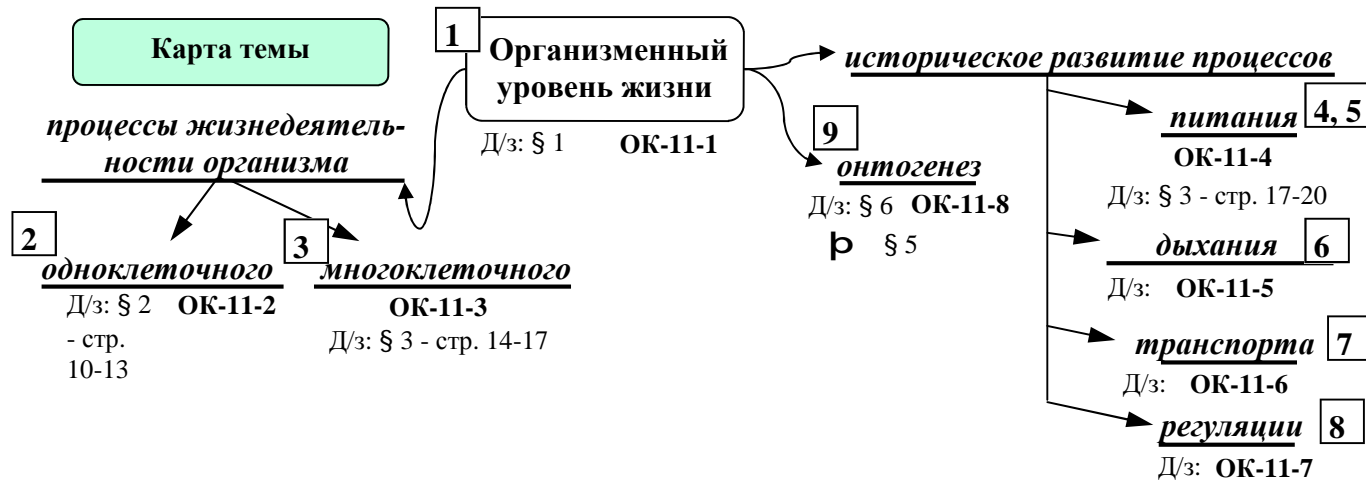 Карта темы
1
Организменный
уровень жизни
Д/з: § 1 ОК-11-1
процессы жизнедеятель-
ности организма
2
одноклеточного
Д/з: § 2 ОК-11-2
- стр.
10-13
3
многоклеточного
ОК-11-3
Д/з: § 3 - стр. 14-17
9
онтогенез
Д/з: § 6 ОК-11-8
þ § 5
историческое развитие процессов
питания 4, 5
ОК-11-4
Д/з: § 3 - стр. 17-20
дыхания 6
Д/з: ОК-11-5
транспорта 7
Д/з: ОК-11-6
регуляции 8
Д/з: ОК-11-7